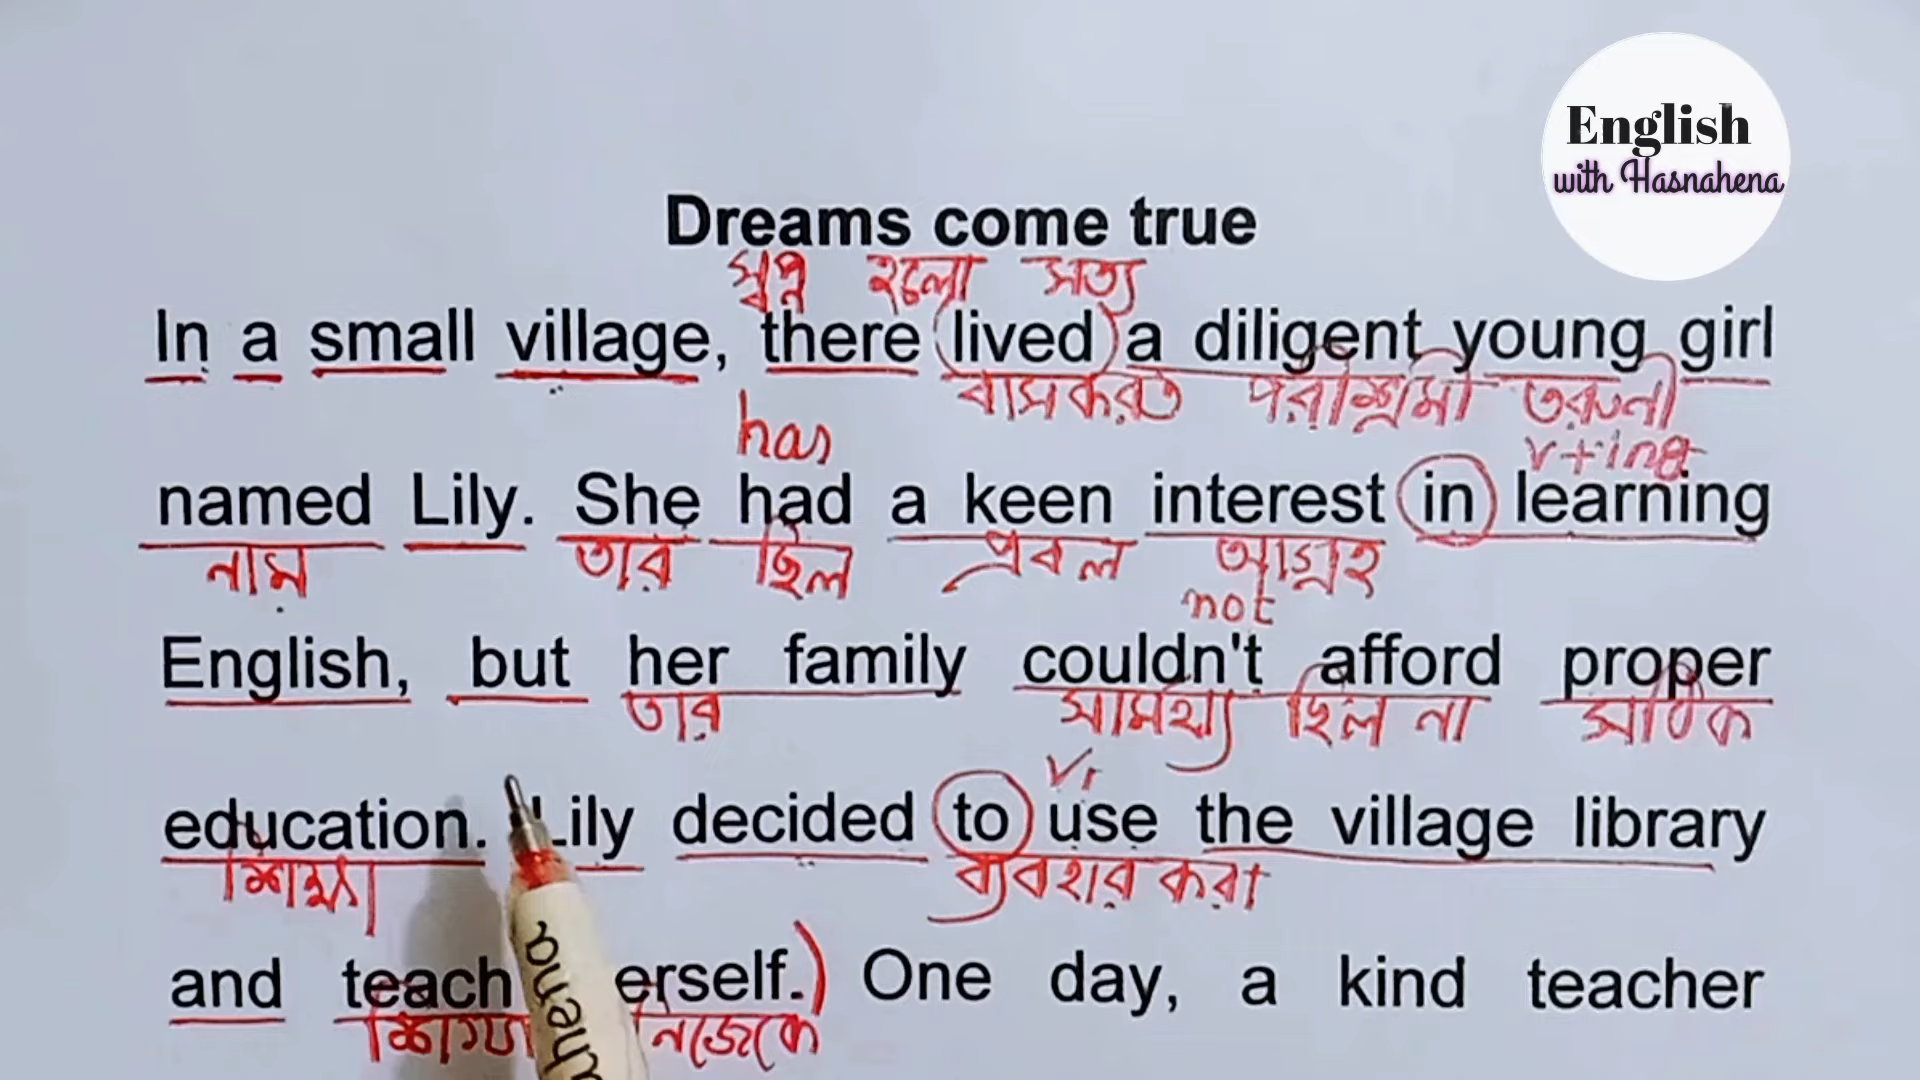 English
with Hasnahena
Dreams come true
স্বপ্ন হলো সত্য
In a small village, there lived a diligent young girl
বাস করত পরিশ্রমী তরুনী
has v+ing
named Lily. She had a keen interest in learning
নাম তার ছিল প্রবল আগ্রহ
not
English, but her family couldn't afford proper
তার সামর্থ্য ছিল না সঠিক
V1
education. Lily decided to use the village library
শিক্ষা ব্যবহার করা
and teach erself.) One day, a kind teacher
নিজেকে